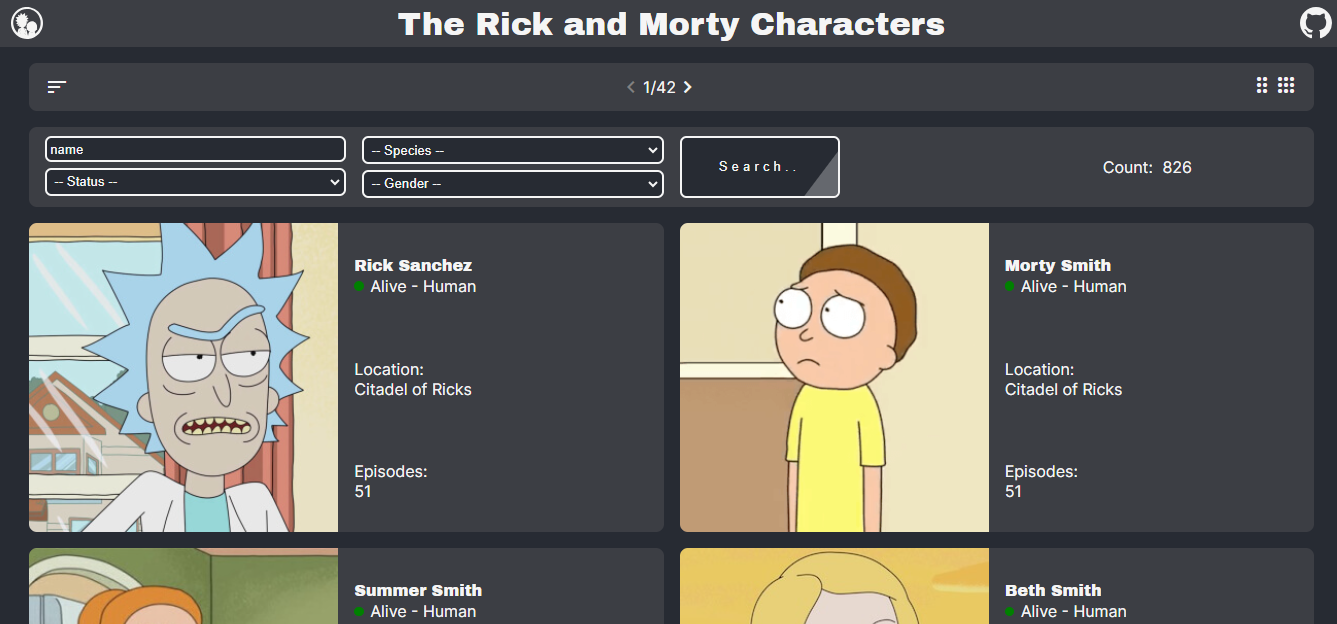 The Rick and Morty Characters
1/42
name
-- Species --
-- Status --
-- Gender --
Search..
Count: 826
Rick Sanchez
Alive - Human
Location:
Citadel of Ricks
Episodes:
51
Morty Smith
Alive - Human
Location:
Citadel of Ricks
Episodes:
51
Summer Smith
Alive - Human
Beth Smith
Alive - Human